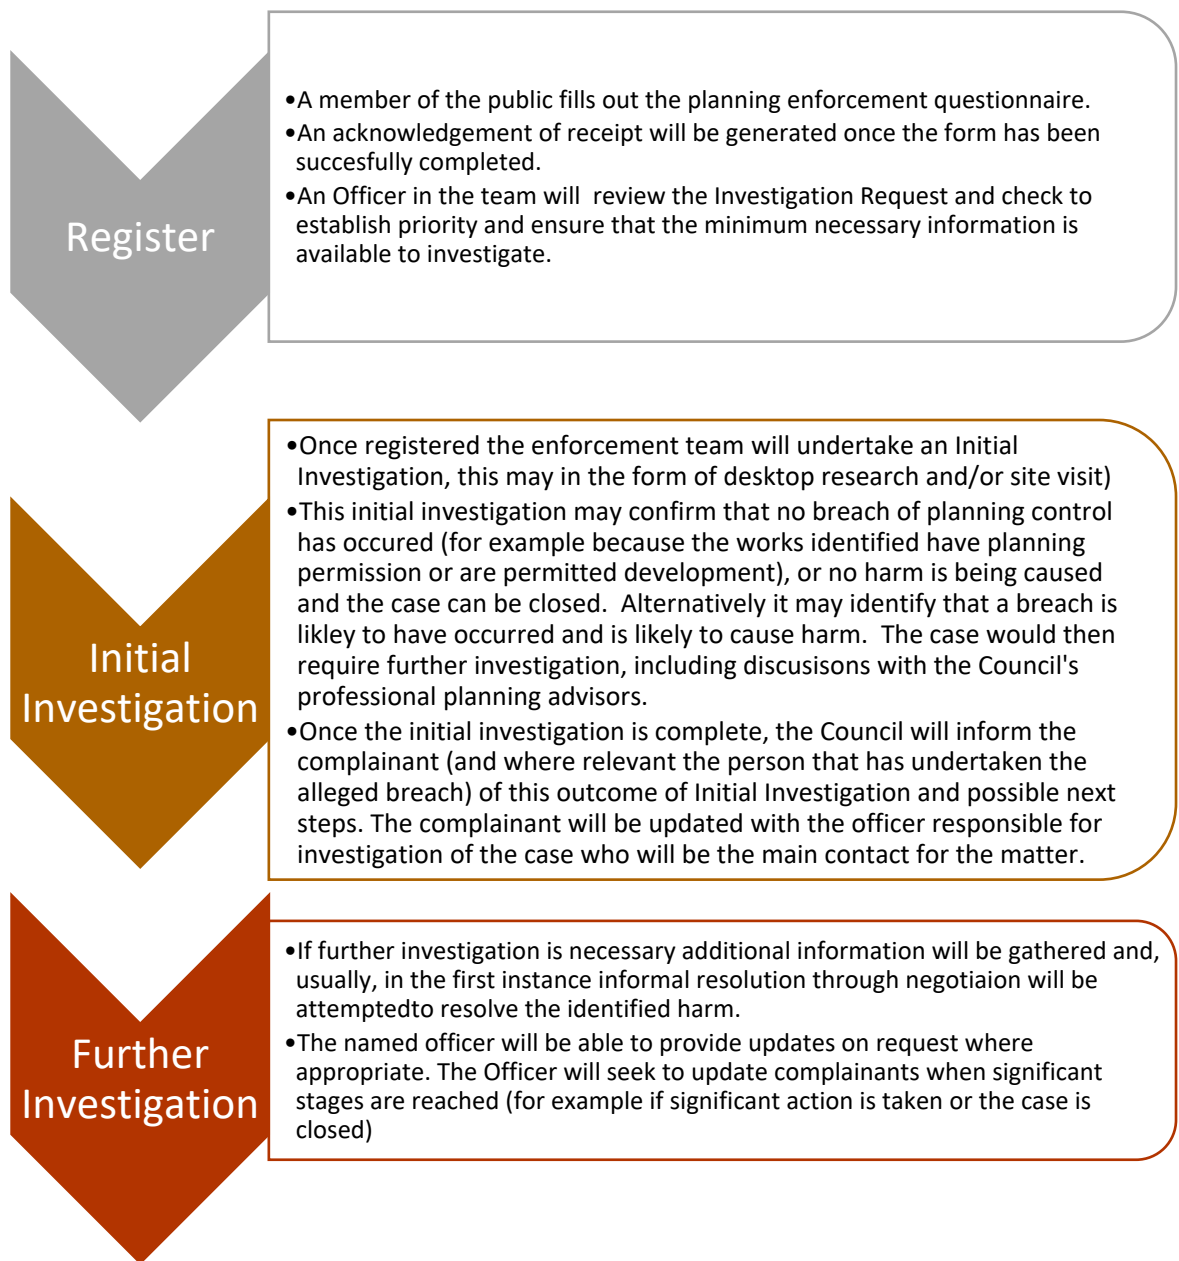 Register
•A member of the public fills out the planning enforcement questionnaire.
•An acknowledgement of receipt will be generated once the form has been
succesfully completed.
•An Officer in the team will  review the Investigation Request and check to
establish priority and ensure that the minimum necessary information is
available to investigate.
Initial
Investigation
•Once registered the enforcement team will undertake an Initial
Investigation, this may in the form of desktop research and/or site visit)
•This initial investigation may confirm that no breach of planning control
has occured (for example because the works identified have planning
permission or are permitted development), or no harm is being caused
and the case can be closed.  Alternatively it may identify that a breach is
likley to have occurred and is likely to cause harm.  The case would then
require further investigation, including discusisons with the Council's
professional planning advisors.
•Once the initial investigation is complete, the Council will inform the
complainant (and where relevant the person that has undertaken the
alleged breach) of this outcome of Initial Investigation and possible next
steps. The complainant will be updated with the officer responsible for
investigation of the case who will be the main contact for the matter.
Further
Investigation
•If further investigation is necessary additional information will be gathered and,
usually, in the first instance informal resolution through negotiaion will be
attemptedto resolve the identified harm.
•The named officer will be able to provide updates on request where
appropriate. The Officer will seek to update complainants when significant
stages are reached (for example if significant action is taken or the case is
closed)